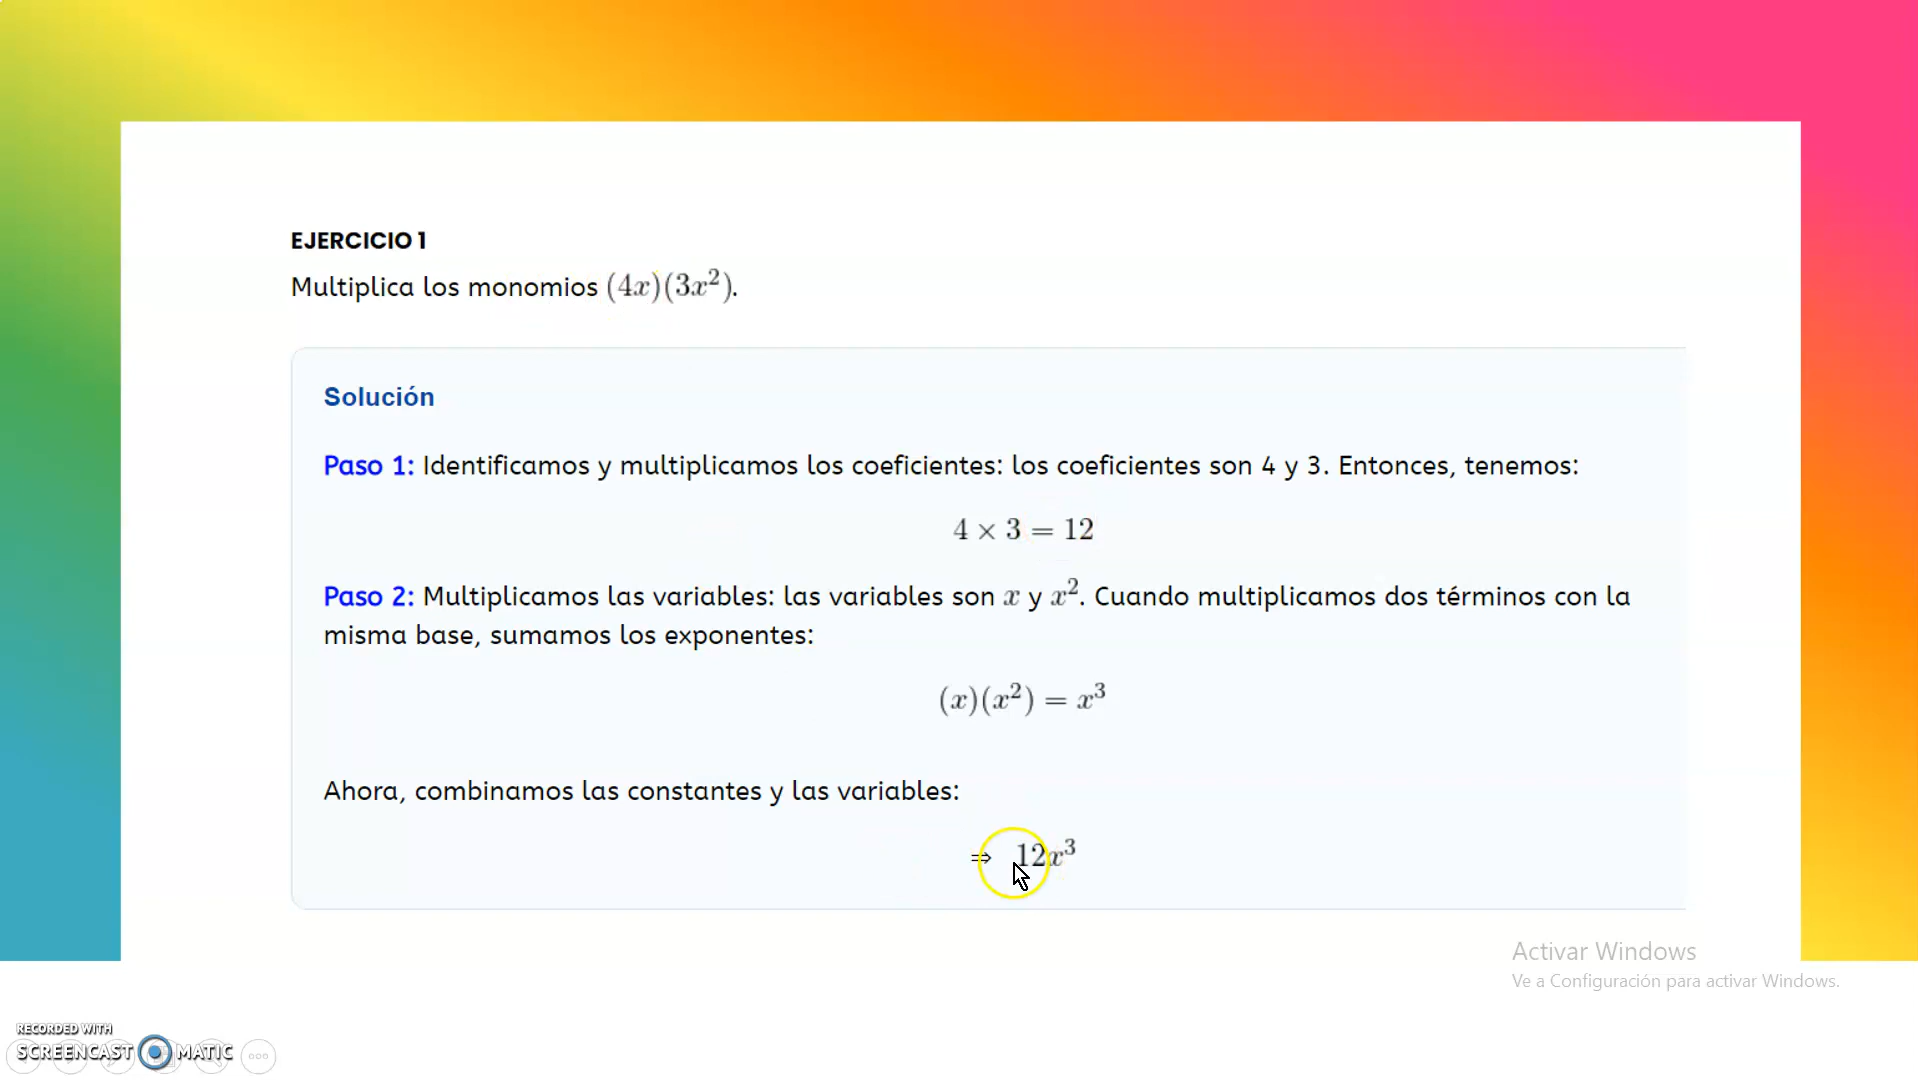 EJERCICIO 1
Multiplica los monomios (4x)(3x²).
Solución
Paso 1: Identificamos y multiplicamos los coeficientes: los coeficientes son 4 y 3. Entonces, tenemos:
4 × 3 = 12
Paso 2: Multiplicamos las variables: las variables son x y x². Cuando multiplicamos dos términos con la
misma base, sumamos los exponentes:
(x)(x²) = x³
Ahora, combinamos las constantes y las variables:
⇒ 12x³
Activar Windows
Ve a Configuración para activar Windows.
RECORDED WITH
SCREENCAST MATIC